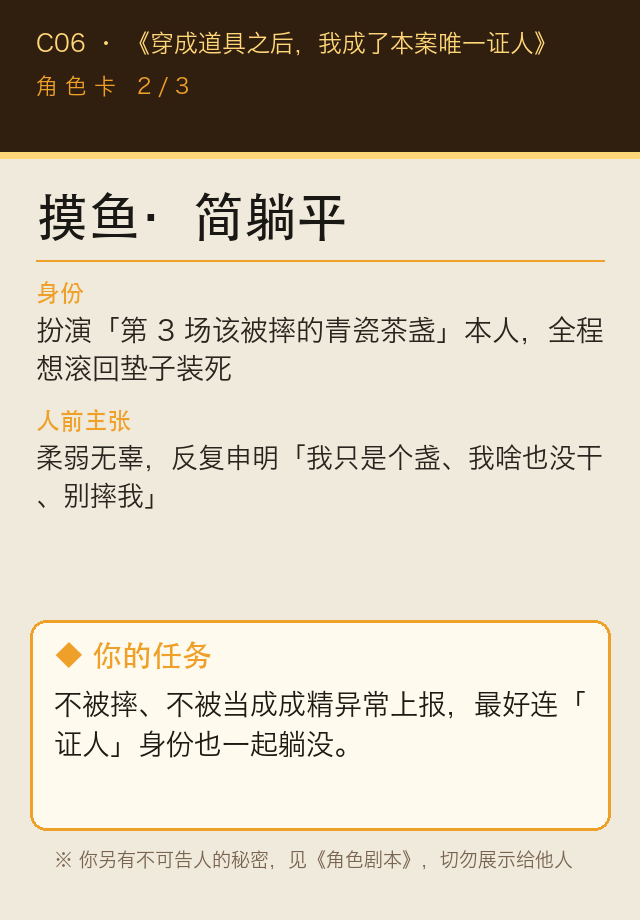 C06 · 《穿成道具之后，我成了本案唯一证人》
角色卡 2/3
摸鱼· 简躺平
身份
扮演「第 3 场该被摔的青瓷茶盏」本人，全程
想滚回垫子装死
人前主张
柔弱无辜，反复申明「我只是个盏、我啥也没干
、别摔我」
◆ 你的任务
不被摔、不被当成成精异常上报，最好连「
证人」身份也一起躺没。
※ 你另有不可告人的秘密，见《角色剧本》，切勿展示给他人